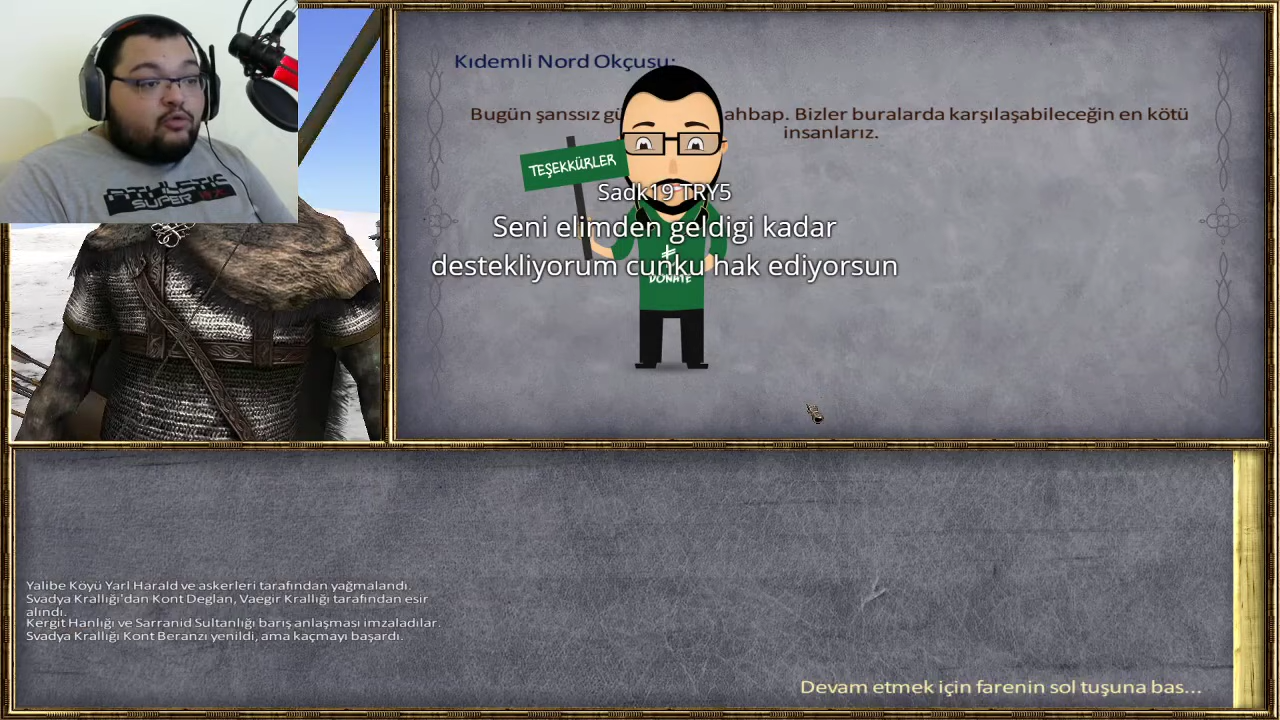 Kıdemli Nord Okçusu:
Bugün şanssız ahbap. Bizler buralarda karşılaşabileceğin en kötü
insanlarız.
TEŞEKKÜRLER
Sadk19 TRY5
Seni elimden geldigi kadar
destekliyorum cunku hak ediyorsun
DONATE
ATHLETIC
SUPER
Yalibe Köyü Yarl Harald ve askerleri tarafından yağmalandı.
Svadya Krallığı'dan Kont Deglan, Vaegir Krallığı tarafından esir
alındı.
Kergit Hanlığı ve Sarranid Sultanlığı barış anlaşması imzaladılar.
Svadya Krallığı Kont Beranzı yenildi, ama kaçmayı başardı.
Devam etmek için farenin sol tuşuna bas...